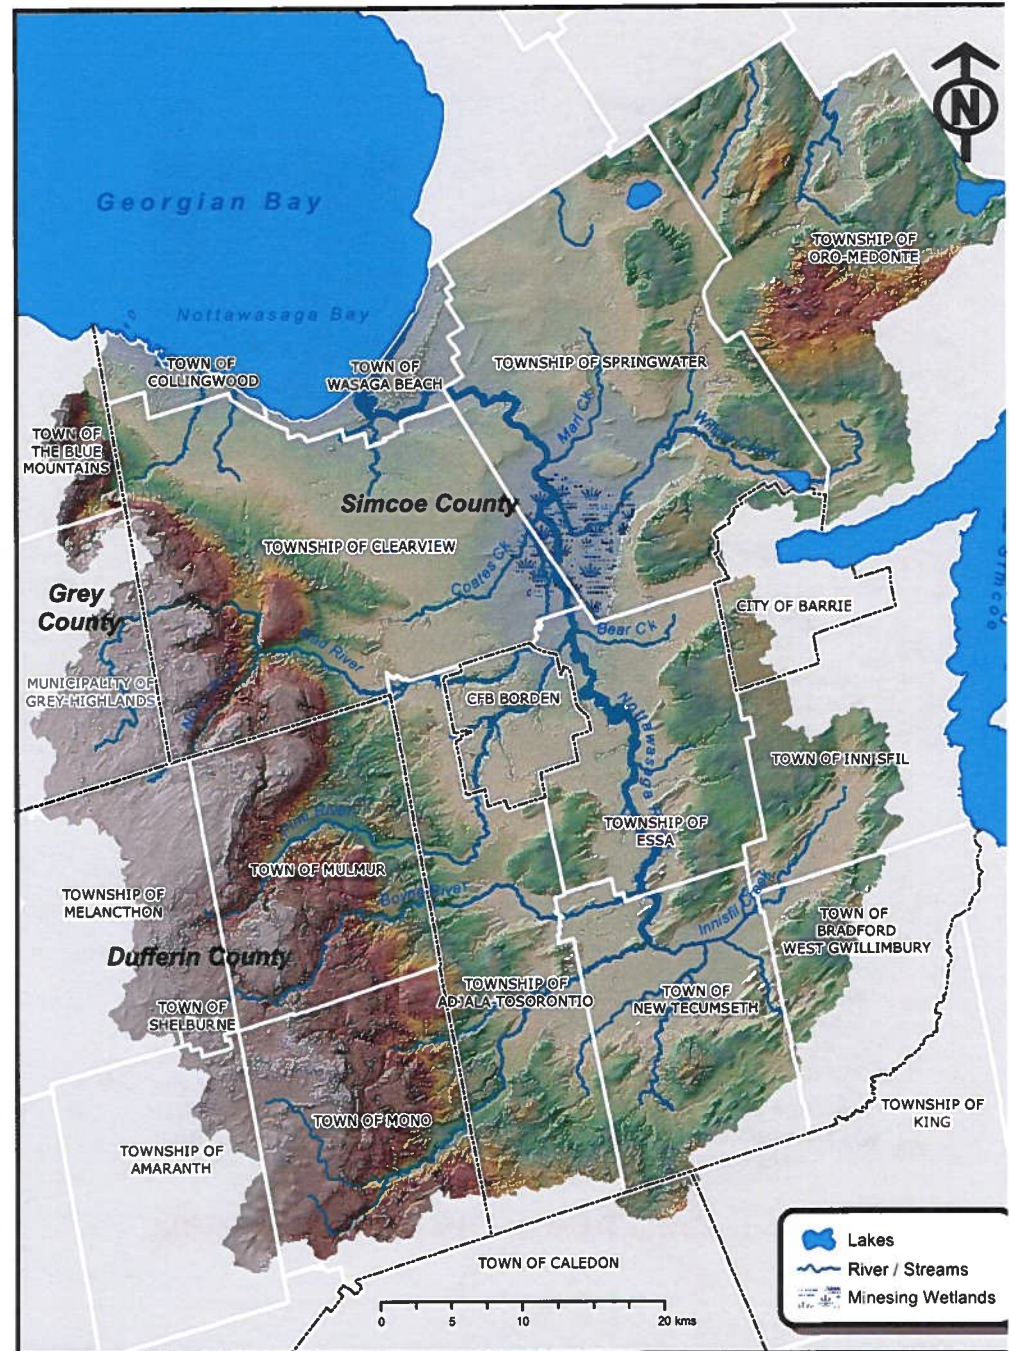 N
Georgian Bay
TOWNSHIP OF
ORO-MEDONTE
Nottawasaga Bay
TOWN OF
COLLINGWOOD
TOWN OF
WASAGA BEACH
TOWNSHIP OF SPRINGWATER
Marl Ck
TOWN OF
THE BLUE
MOUNTAINS
Simcoe County
TOWNSHIP OF CLEARVIEW
Coates Ck
Grey
County
CITY OF BARRIE
Bear Ck
Mad River
MUNICIPALITY OF
GREY-HIGHLANDS
CFB BORDEN
TOWN OF INNISFIL
TOWNSHIP OF
ESSA
Pine River
TOWN OF MULMUR
Boyne River
TOWNSHIP OF
MELANCTHON
Innisfil Creek
TOWN OF
BRADFORD
WEST GWILLIMBURY
Dufferin County
TOWNSHIP OF
ADJALA-TOSORONTIO
TOWN OF
NEW TECUMSETH
TOWN OF
SHELBURNE
TOWN OF MONO
TOWNSHIP OF
KING
TOWNSHIP OF
AMARANTH
TOWN OF CALEDON
Lakes
River / Streams
Minesing Wetlands
0 5 10 20 kms